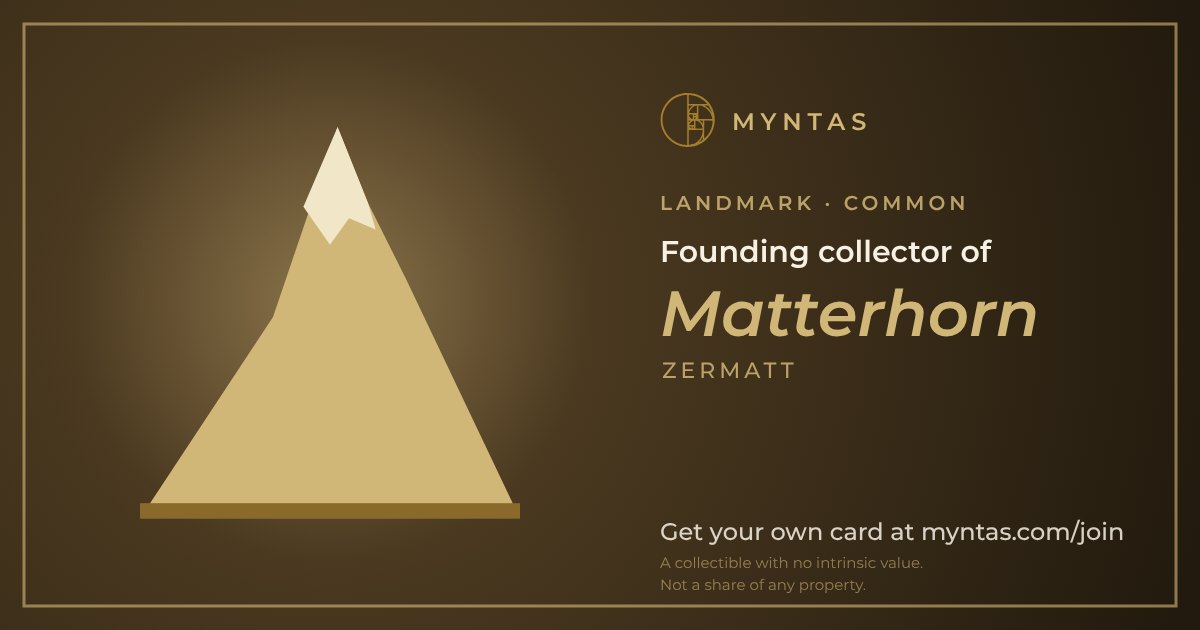 MYNTAS
LANDMARK · COMMON
Founding collector of
Matterhorn
ZERMATT
Get your own card at myntas.com/join
A collectible with no intrinsic value.
Not a share of any property.